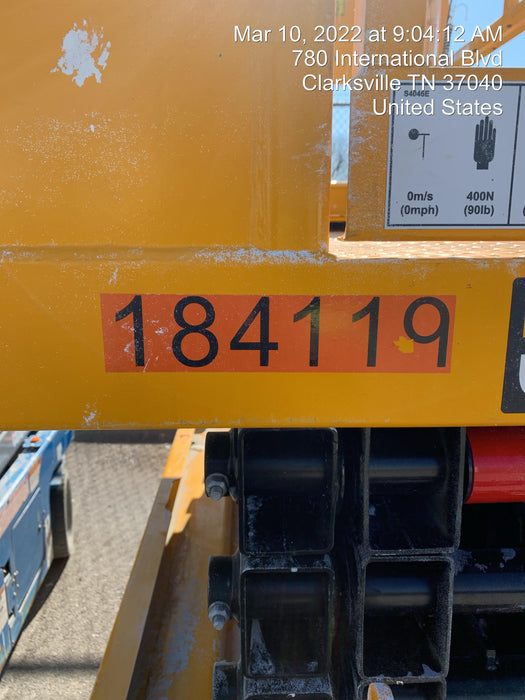 Mar 10, 2022 at 9:04:12 AM
780 International Blvd
Clarksville TN 37040
United States
S4046E
0m/s 400N
(0mph) (90lb)
184119